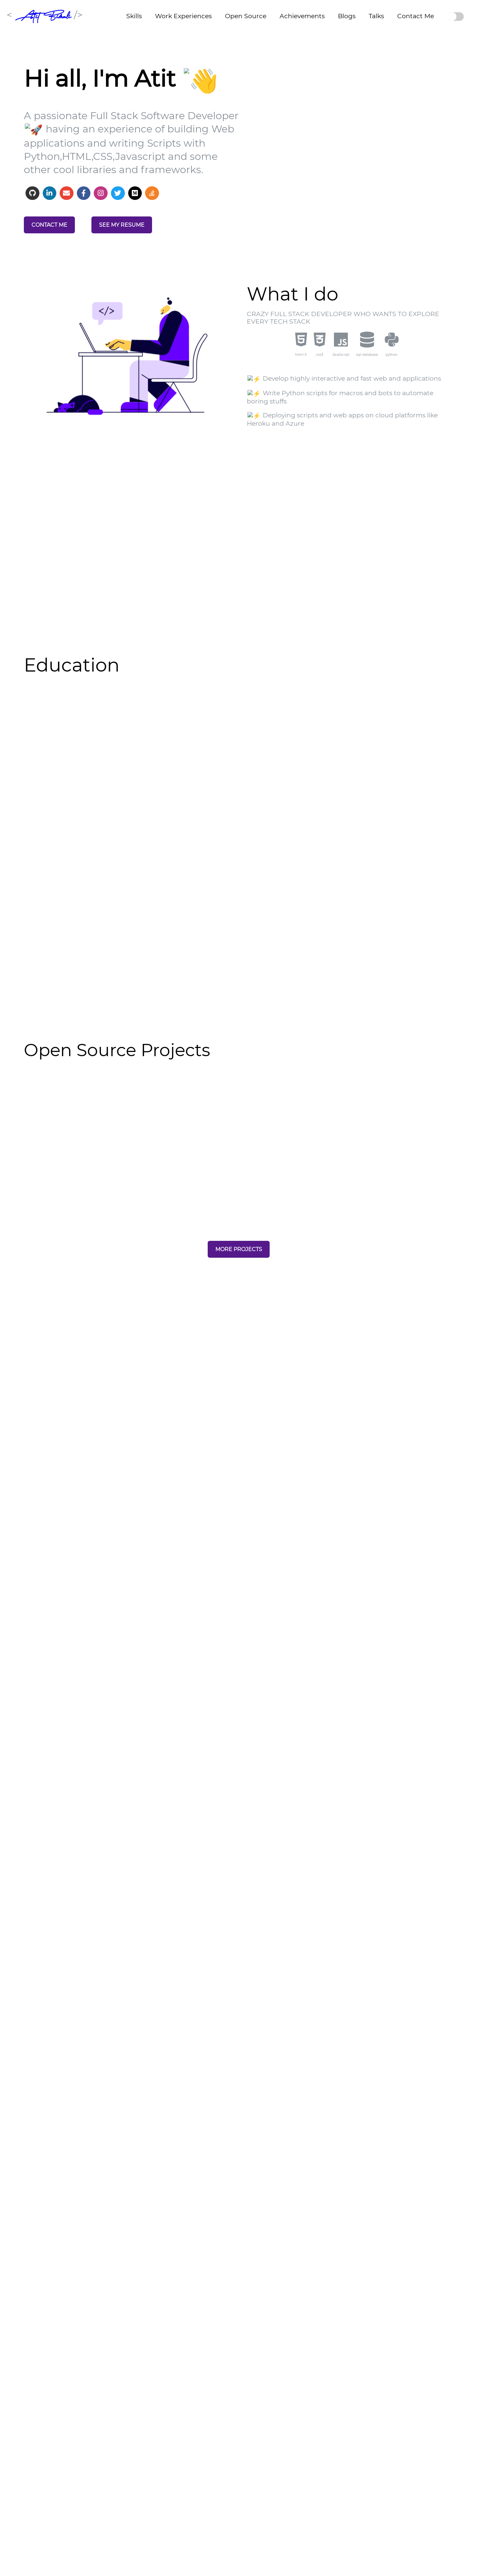 < Atit Bahl />
Skills Work Experiences Open Source Achievements Blogs Talks Contact Me
Hi all, I'm Atit 👋
A passionate Full Stack Software Developer
🚀 having an experience of building Web
applications and writing Scripts with
Python,HTML,CSS,Javascript and some
other cool libraries and frameworks.
CONTACT ME SEE MY RESUME
</>
What I do
CRAZY FULL STACK DEVELOPER WHO WANTS TO EXPLORE
EVERY TECH STACK
html-5 css3 JavaScript sql-database python
⚡ Develop highly interactive and fast web and applications
⚡ Write Python scripts for macros and bots to automate
boring stuffs
⚡ Deploying scripts and web apps on cloud platforms like
Heroku and Azure
Education
Open Source Projects
MORE PROJECTS